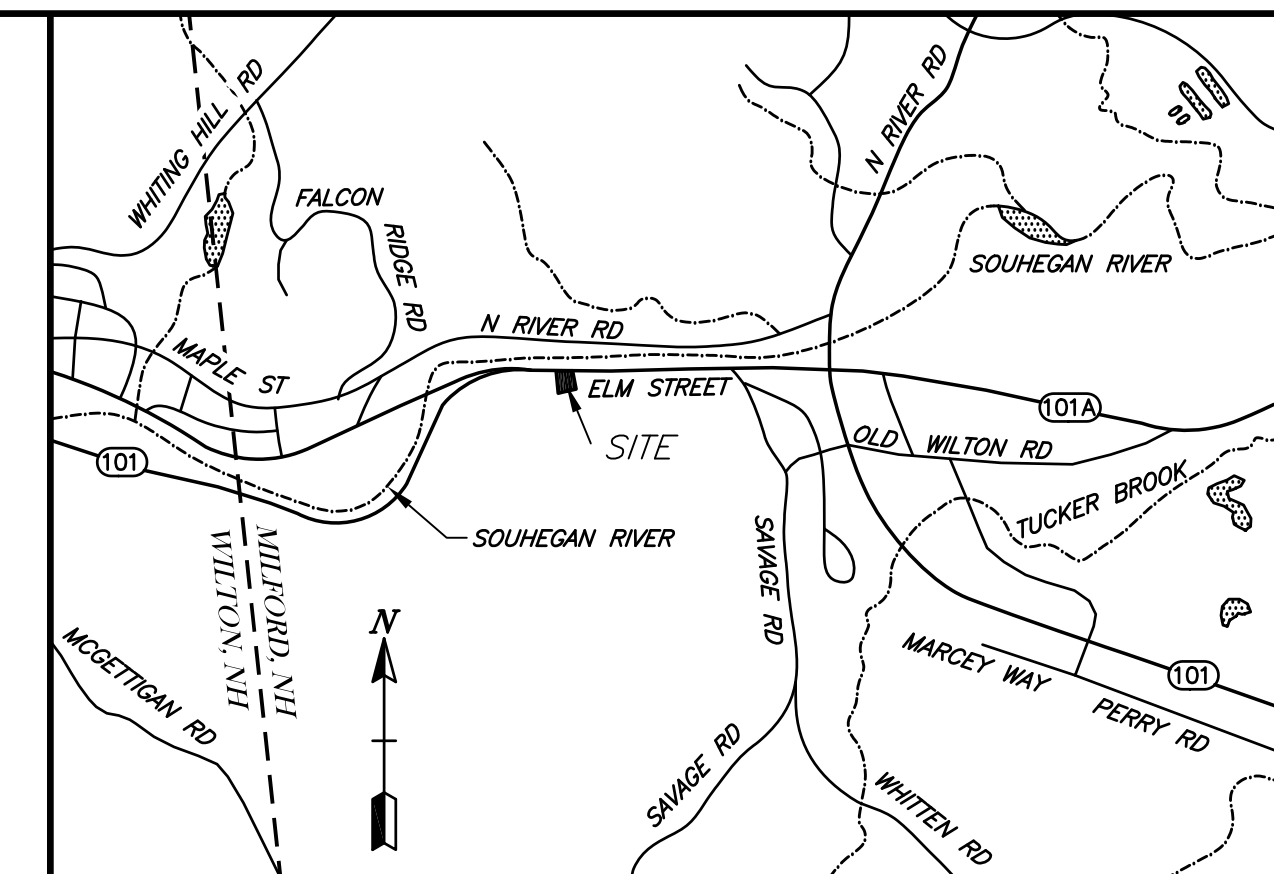 WHITING HILL RD
N RIVER RD
FALCON
RIDGE RD
SOUHEGAN RIVER
N RIVER RD
MAPLE ST
ELM STREET
101A
SITE
OLD WILTON RD
101
TUCKER BROOK
SOUHEGAN RIVER
SAVAGE RD
MILFORD, NH
WILTON, NH
N
MCGETTIGAN RD
MARCEY WAY
101
PERRY RD
SAVAGE RD
WHITTEN RD